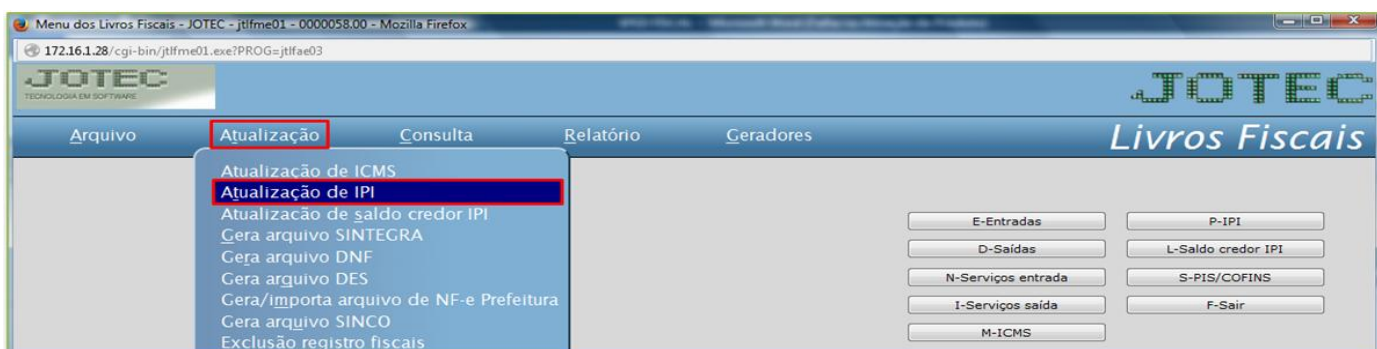 Menu dos Livros Fiscais - JOTEC - jtlfme01 - 0000058.00 - Mozilla Firefox
172.16.1.28/cgi-bin/jtlfme01.exe?PROG=jtlfae03
JOTEC
TECNOLOGIA EM SOFTWARE
JOTEC
Arquivo Atualização Consulta Relatório Geradores Livros Fiscais
Atualização de ICMS
Atualização de IPI
Atualizacão de saldo credor IPI
Gera arquivo SINTEGRA
Gera arquivo DNF
Gera arquivo DES
Gera/importa arquivo de NF-e Prefeitura
Gera arquivo SINCO
Exclusão registro fiscais
E-Entradas P-IPI
D-Saídas L-Saldo credor IPI
N-Serviços entrada S-PIS/COFINS
I-Serviços saída F-Sair
M-ICMS